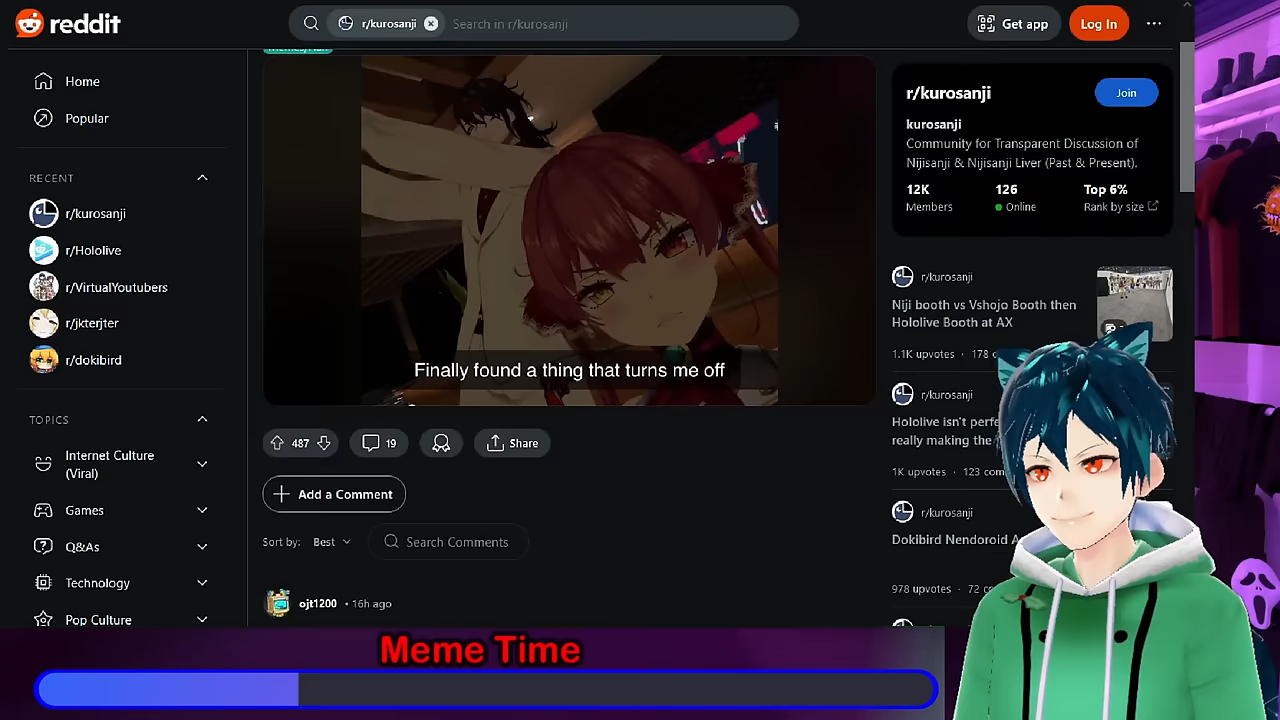 reddit
r/kurosanji
Search in r/kurosanji
Get app
Log In
Home
Popular
RECENT
r/kurosanji
r/Hololive
r/VirtualYoutubers
r/jkterjter
r/dokibird
TOPICS
Internet Culture
(Viral)
Games
Q&As
Technology
Pop Culture
Finally found a thing that turns me off
487
19
Share
Add a Comment
Sort by:
Best
Search Comments
ojt1200 • 16h ago
r/kurosanji
Join
kurosanji
Community for Transparent Discussion of
Nijisanji & Nijisanji Liver (Past & Present).
12K
126
Top 6%
Members
Online
Rank by size
r/kurosanji
Niji booth vs Vshojo Booth then
Hololive Booth at AX
1.1K upvotes
r/kurosanji
Hololive isn't
really making the
1K upvotes · 123
r/kurosanji
Dokibird Nendoroid
978 upvotes
Meme Time